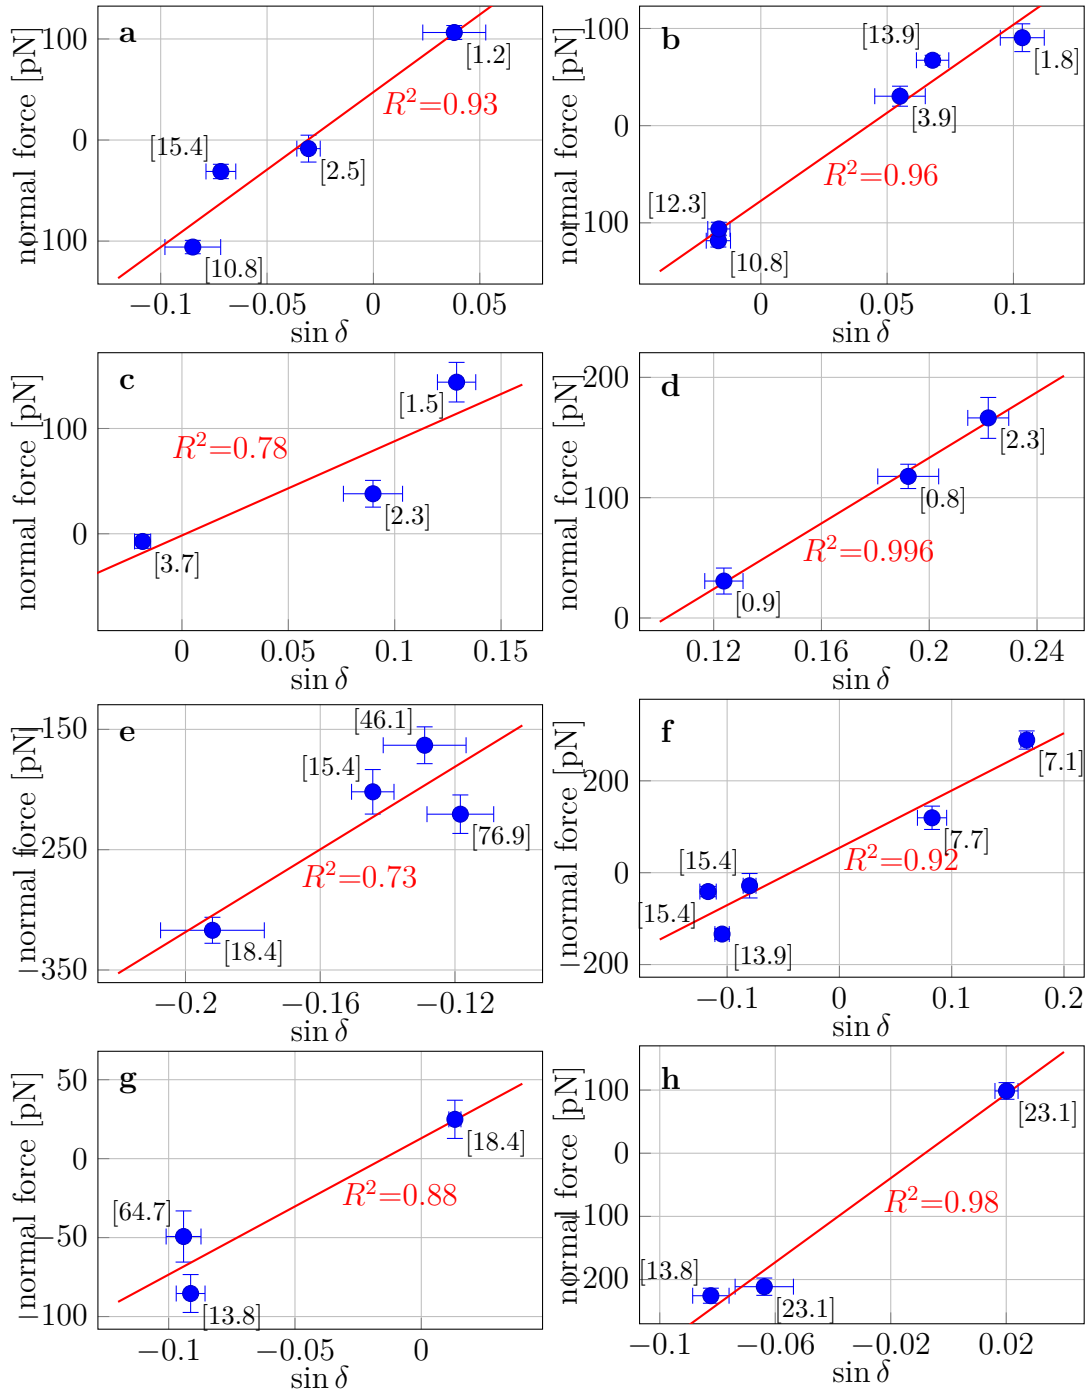 a
normal force [pN]
100
0
100
[1.2]
R²=0.93
[15.4]
[2.5]
[10.8]
−0.1
−0.05
0
0.05
sin δ
b
normal force [pN]
100
0
100
[13.9]
[1.8]
[3.9]
R²=0.96
[12.3]
[10.8]
0
0.05
0.1
sin δ
c
normal force [pN]
100
0
[1.5]
R²=0.78
[2.3]
[3.7]
0
0.05
0.1
0.15
sin δ
d
normal force [pN]
200
100
0
[2.3]
[0.8]
R²=0.996
[0.9]
0.12
0.16
0.2
0.24
sin δ
e
normal force [pN]
−150
−250
−350
[46.1]
[15.4]
[76.9]
R²=0.73
[18.4]
−0.2
−0.16
−0.12
sin δ
f
normal force [pN]
200
0
−200
[7.1]
[7.7]
R²=0.92
[15.4]
[15.4]
[13.9]
−0.1
0
0.1
0.2
sin δ
g
normal force [pN]
50
0
−50
−100
[18.4]
R²=0.88
[64.7]
[13.8]
−0.1
−0.05
0
sin δ
h
normal force [pN]
100
0
100
200
[23.1]
R²=0.98
[13.8]
[23.1]
−0.1
−0.06
−0.02
0.02
sin δ